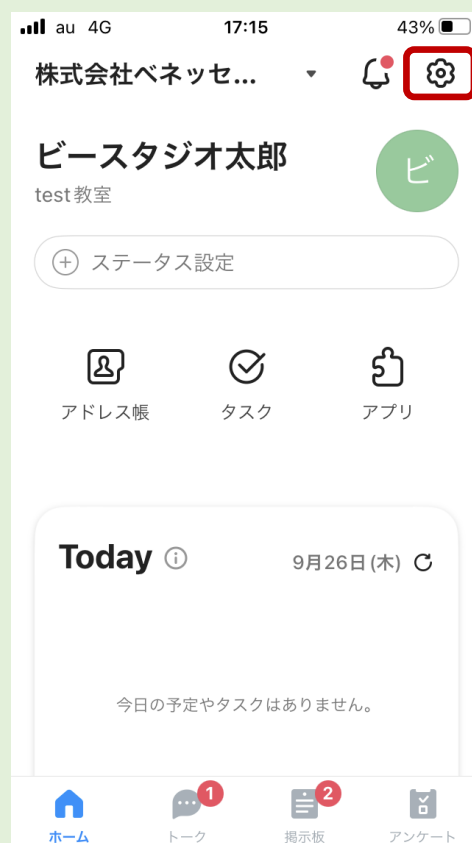 au 4G 17:15 43%
株式会社ベネッセ...
ビースタジオ太郎
ビ
test教室
ステータス設定
アドレス帳 タスク アプリ
Today 9月26日(木)
今日の予定やタスクはありません。
1 2
ホーム トーク 掲示板 アンケート